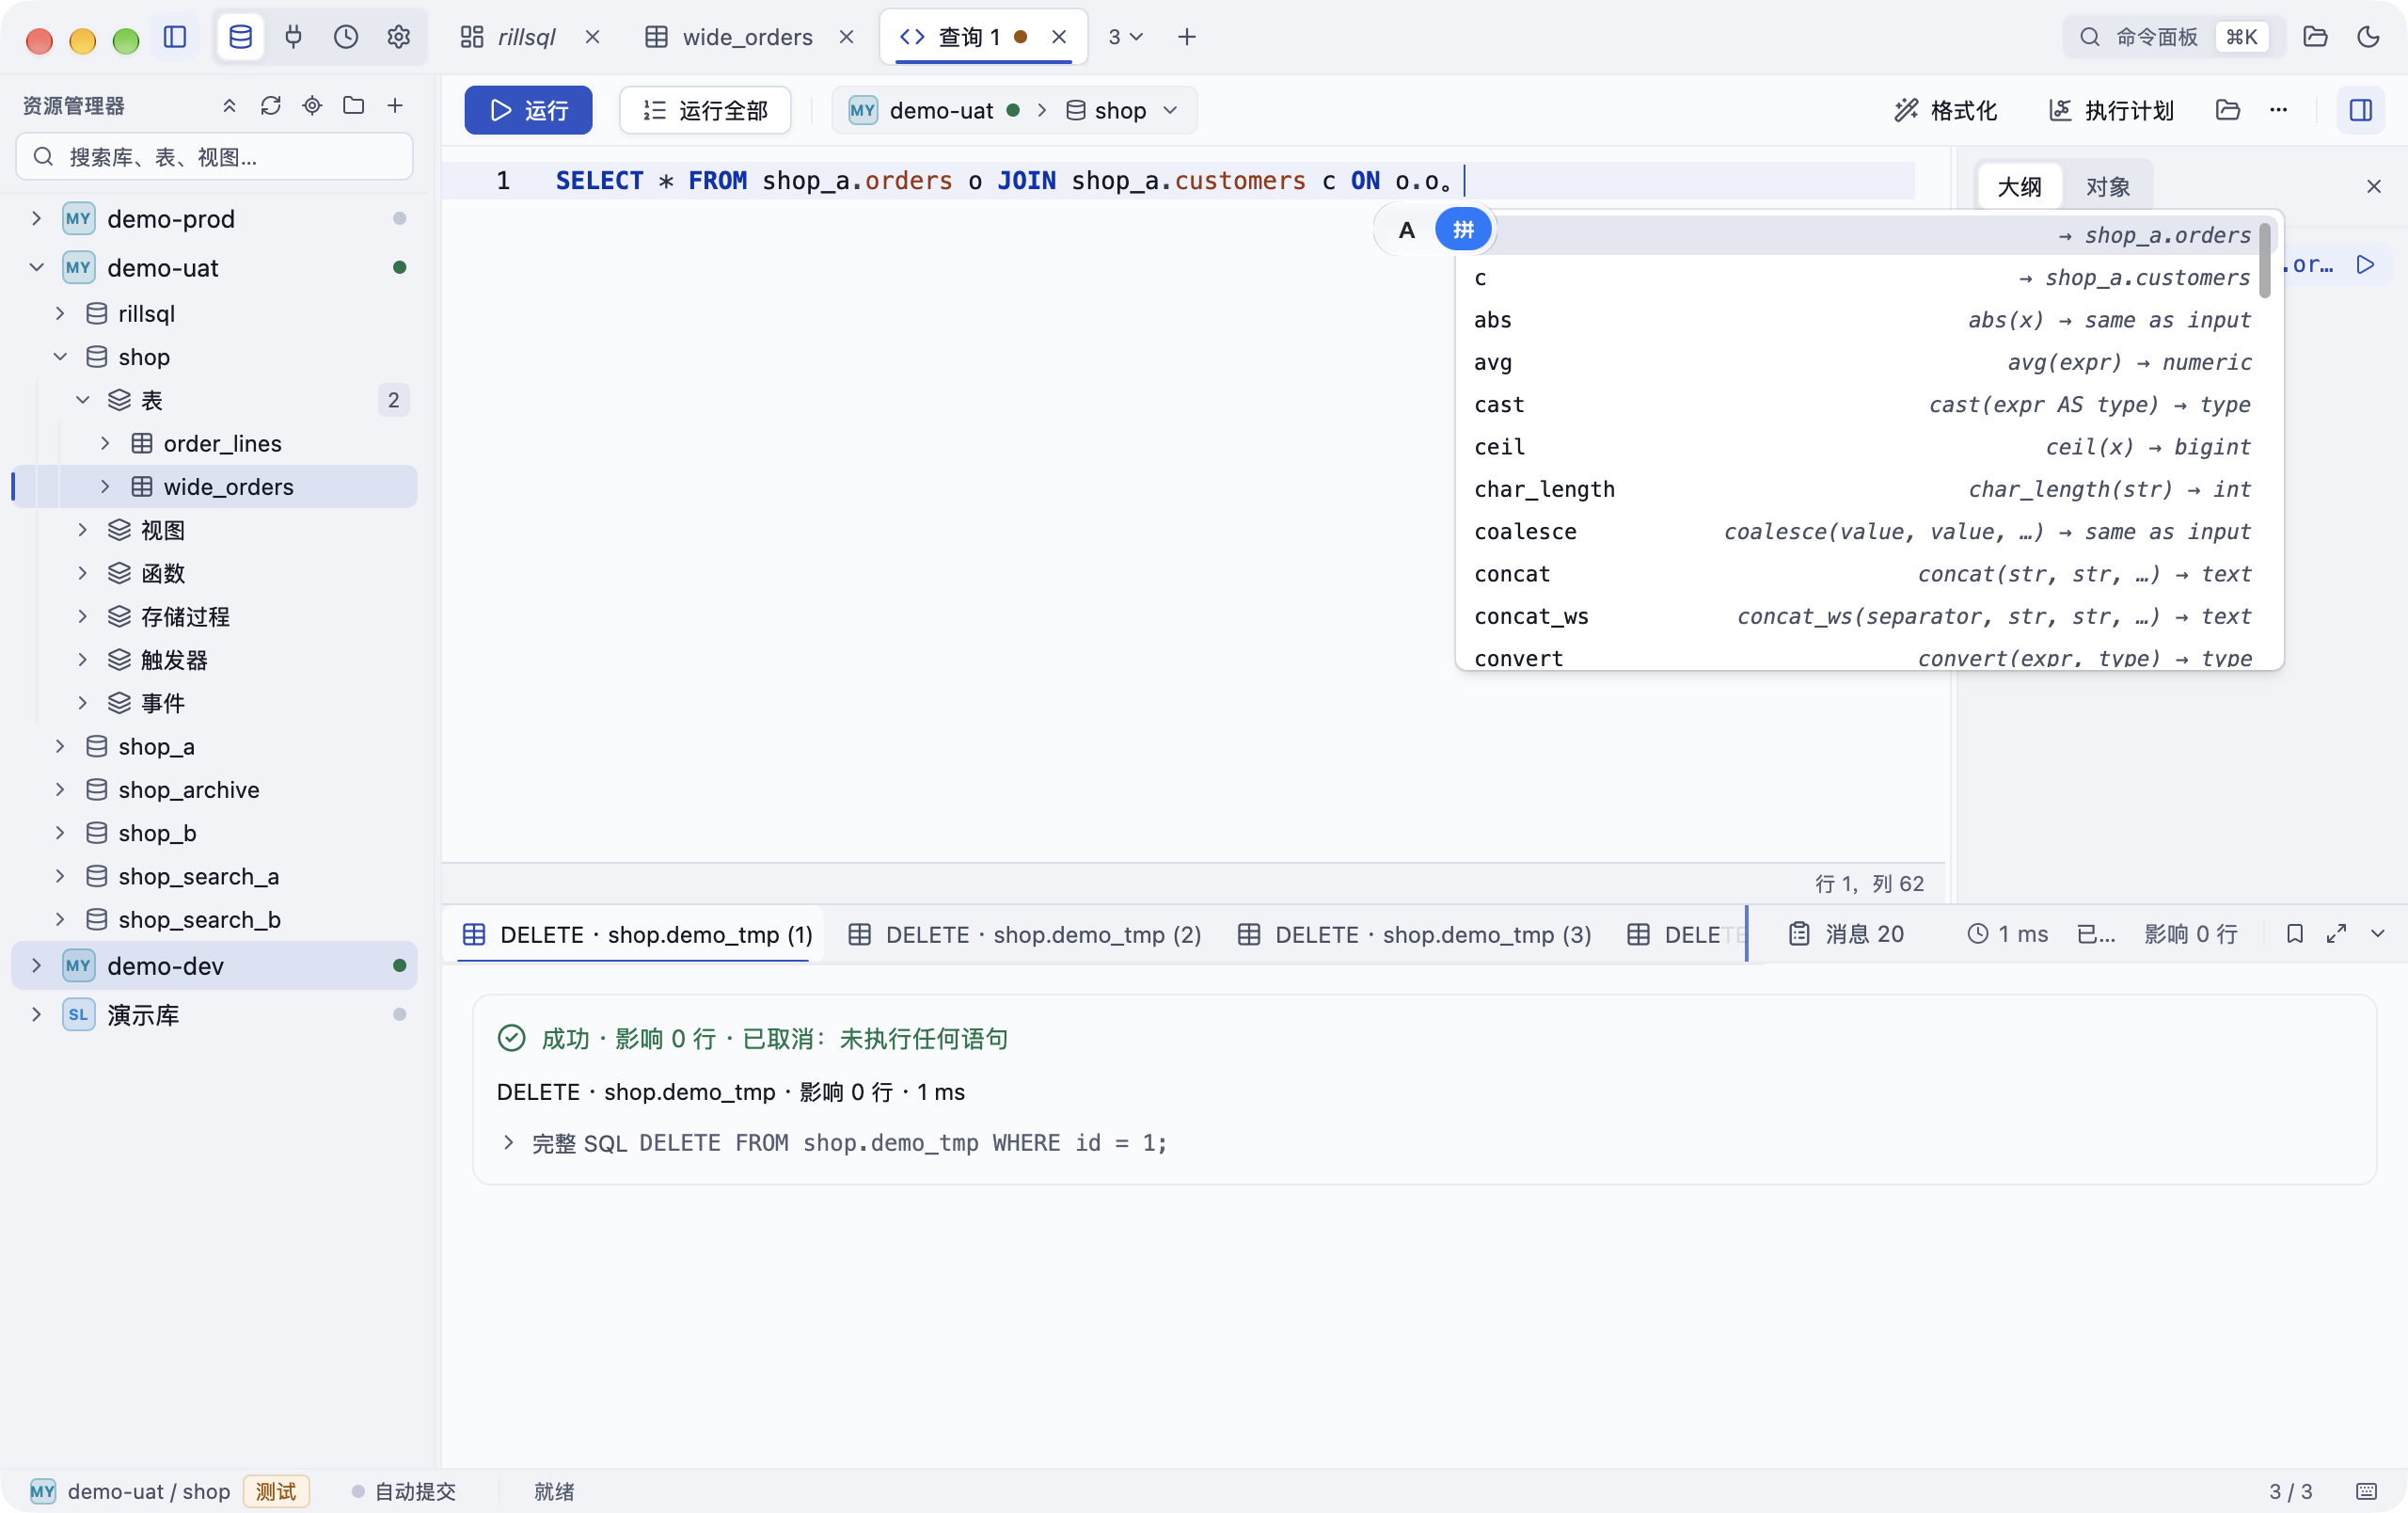 rillsql
wide_orders
查询 1
3
命令面板 ⌘K
资源管理器
搜索库、表、视图...
MY demo-prod
MY demo-uat
rillsql
shop
表 2
order_lines
wide_orders
视图
函数
存储过程
触发器
事件
shop_a
shop_archive
shop_b
shop_search_a
shop_search_b
MY demo-dev
SL 演示库
运行
运行全部
MY demo-uat
shop
格式化
执行计划
1 SELECT * FROM shop_a.orders o JOIN shop_a.customers c ON o.o。
A 拼
大纲
对象
.or…
→ shop_a.orders
c → shop_a.customers
abs abs(x) → same as input
avg avg(expr) → numeric
cast cast(expr AS type) → type
ceil ceil(x) → bigint
char_length char_length(str) → int
coalesce coalesce(value, value, …) → same as input
concat concat(str, str, …) → text
concat_ws concat_ws(separator, str, str, …) → text
convert convert(expr, type) → type
行 1，列 62
DELETE · shop.demo_tmp (1)
DELETE · shop.demo_tmp (2)
DELETE · shop.demo_tmp (3)
DELETE
消息 20
1 ms
已...
影响 0 行
成功 · 影响 0 行 · 已取消：未执行任何语句
DELETE · shop.demo_tmp · 影响 0 行 · 1 ms
完整 SQL DELETE FROM shop.demo_tmp WHERE id = 1;
MY demo-uat / shop 测试
自动提交
就绪
3 / 3